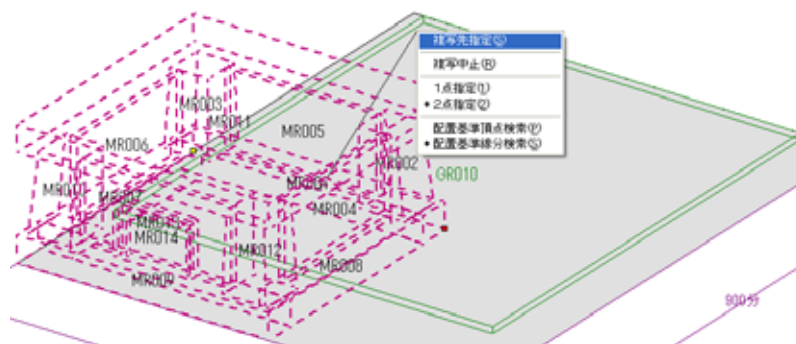 複写先指定(S)
複写中止(R)
1点指定(1)
• 2点指定(2)
配置基準頂点検索(P)
• 配置基準線分検索(S)
MR003
MR011
MR005
MR006
MR002
GR010
MR004
MR014
MR012
MR008
MR009
900分